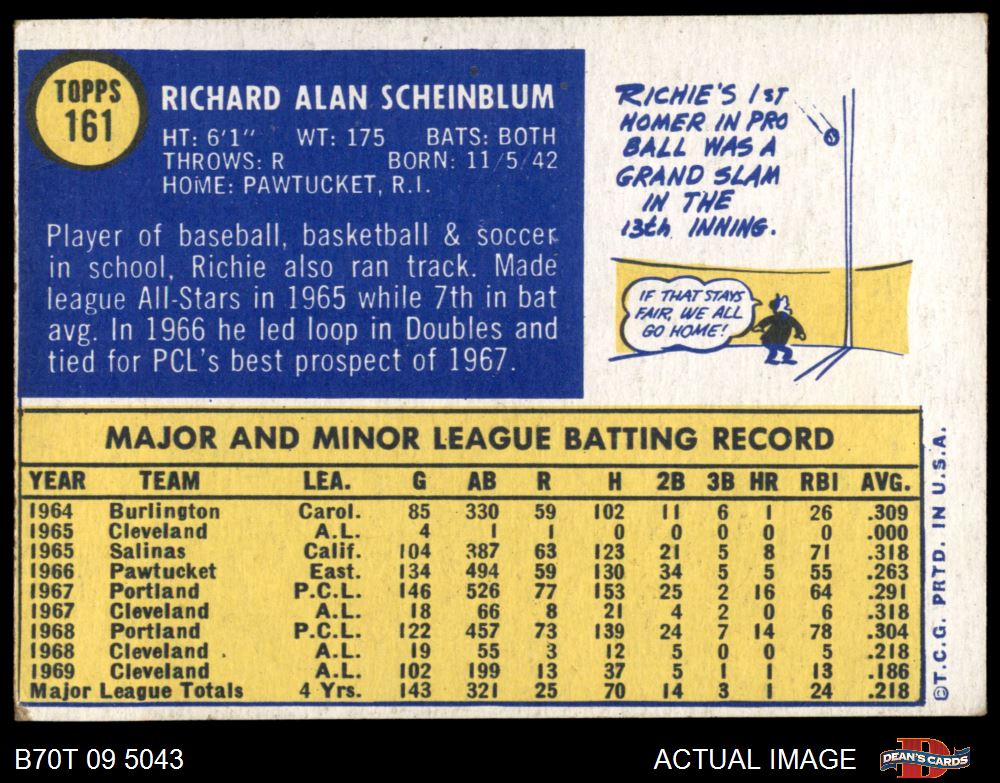 TOPPS
161
RICHARD ALAN SCHEINBLUM
HT: 6'1" WT: 175 BATS: BOTH
THROWS: R BORN: 11/5/42
HOME: PAWTUCKET, R.I.
Player of baseball, basketball & soccer
in school, Richie also ran track. Made
league All-Stars in 1965 while 7th in bat
avg. In 1966 he led loop in Doubles and
tied for PCL's best prospect of 1967.
RICHIE'S 1ST
HOMER IN PRO
BALL WAS A
GRAND SLAM
IN THE
13th INNING.
IF THAT STAYS
FAIR, WE ALL
GO HOME!
MAJOR AND MINOR LEAGUE BATTING RECORD
YEAR TEAM LEA. G AB R H 2B 3B HR RBI AVG.
1964 Burlington Carol. 85 330 59 102 11 6 1 26 .309
1965 Cleveland A.L. 4 1 1 0 0 0 0 0 .000
1965 Salinas Calif. 104 387 63 123 21 5 8 71 .318
1966 Pawtucket East. 134 494 59 130 34 5 5 55 .263
1967 Portland P.C.L. 146 526 77 153 25 2 16 64 .291
1967 Cleveland A.L. 18 66 8 21 4 2 0 6 .318
1968 Portland P.C.L. 122 457 73 139 24 7 14 78 .304
1968 Cleveland A.L. 19 55 3 12 5 0 0 5 .218
1969 Cleveland A.L. 102 199 13 37 5 1 1 13 .186
Major League Totals 4 Yrs. 143 321 25 70 14 3 1 24 .218
©T.C.G. PRTD. IN U.S.A.
B70T 09 5043
ACTUAL IMAGE
DEAN'S CARDS